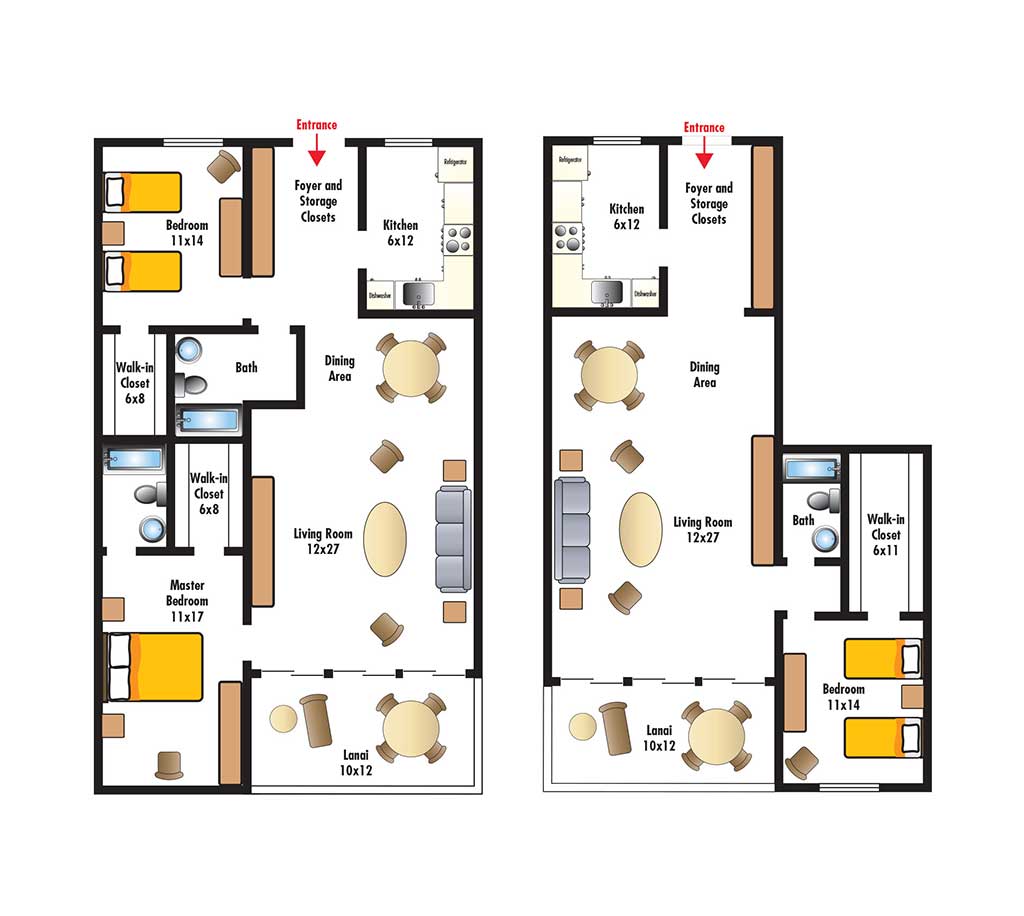 Entrance
Foyer and
Storage
Closets
Refrigerator
Kitchen
6x12
Bedroom
11x14
Dishwasher
Walk-in
Closet
6x8
Bath
Dining
Area
Walk-in
Closet
6x8
Living Room
12x27
Master
Bedroom
11x17
Lanai
10x12
Entrance
Refrigerator
Foyer and
Storage
Closets
Kitchen
6x12
Dishwasher
Dining
Area
Living Room
12x27
Bath
Walk-in
Closet
6x11
Bedroom
11x14
Lanai
10x12